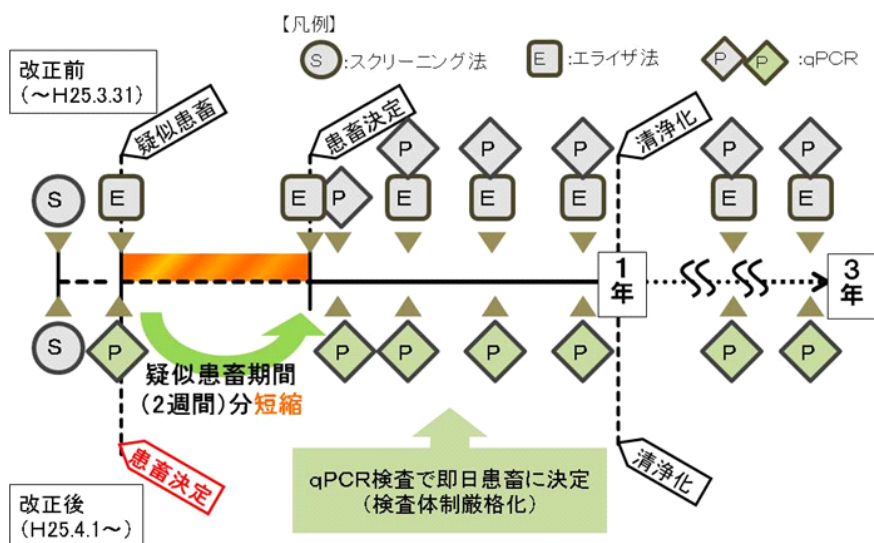 【凡例】
S :スクリーニング法 E :エライザ法 P P :qPCR
改正前
(～H25.3.31)
疑似患畜
患畜決定
清浄化
P P P P P
S E E P E E E E E
1年
3年
S P P P P P P P
疑似患畜期間
(2週間)分短縮
患畜決定
qPCR検査で即日患畜に決定
(検査体制厳格化)
清浄化
改正後
(H25.4.1～)